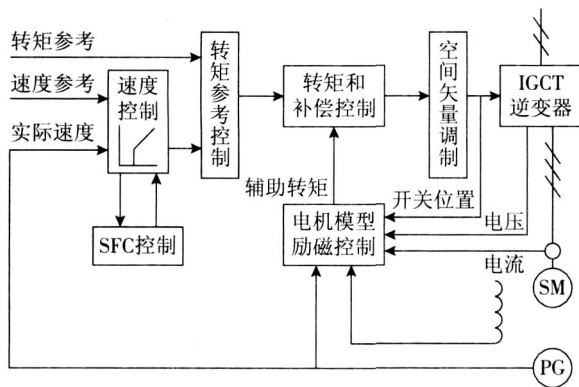 转矩参考
速度参考
实际速度
速度
控制
SFC控制
转矩参考控制
转矩和
补偿控制
空间矢量调制
IGCT
逆变器
辅助转矩
开关位置
电机模型
励磁控制
电压
电流
SM
PG